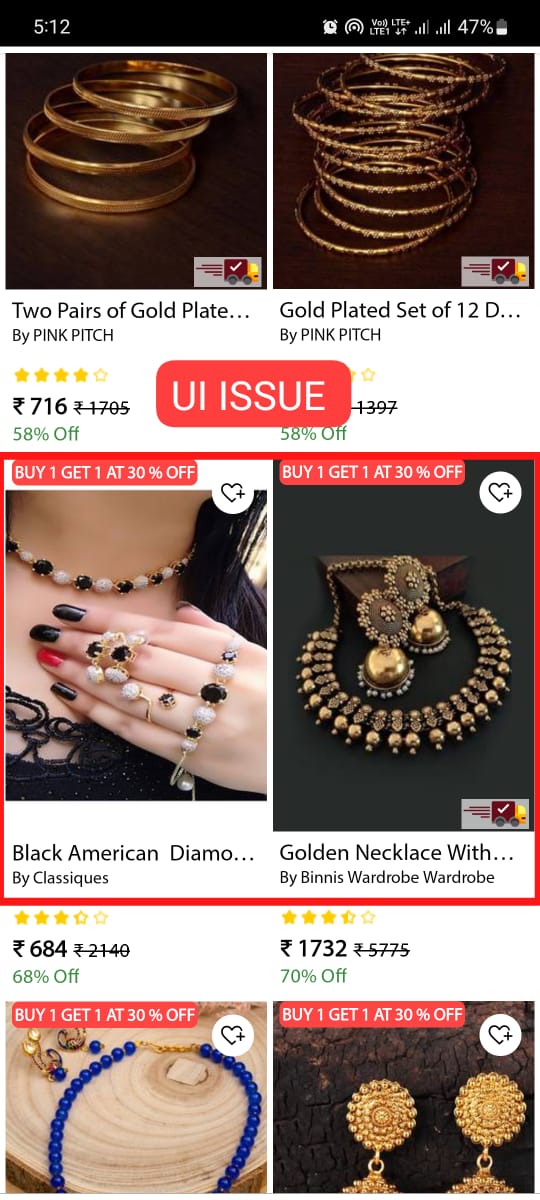 5:12
Vo) LTE+
LTE1
47%
Two Pairs of Gold Plate...
Gold Plated Set of 12 D...
By PINK PITCH
By PINK PITCH
UI ISSUE
₹ 716 ₹ 1705
1397
58% Off
58% Off
BUY 1 GET 1 AT 30 % OFF
BUY 1 GET 1 AT 30 % OFF
Black American Diamo...
Golden Necklace With...
By Classiques
By Binnis Wardrobe Wardrobe
₹ 684 ₹ 2140
₹ 1732 ₹ 5775
68% Off
70% Off
BUY 1 GET 1 AT 30 % OFF
BUY 1 GET 1 AT 30 % OFF